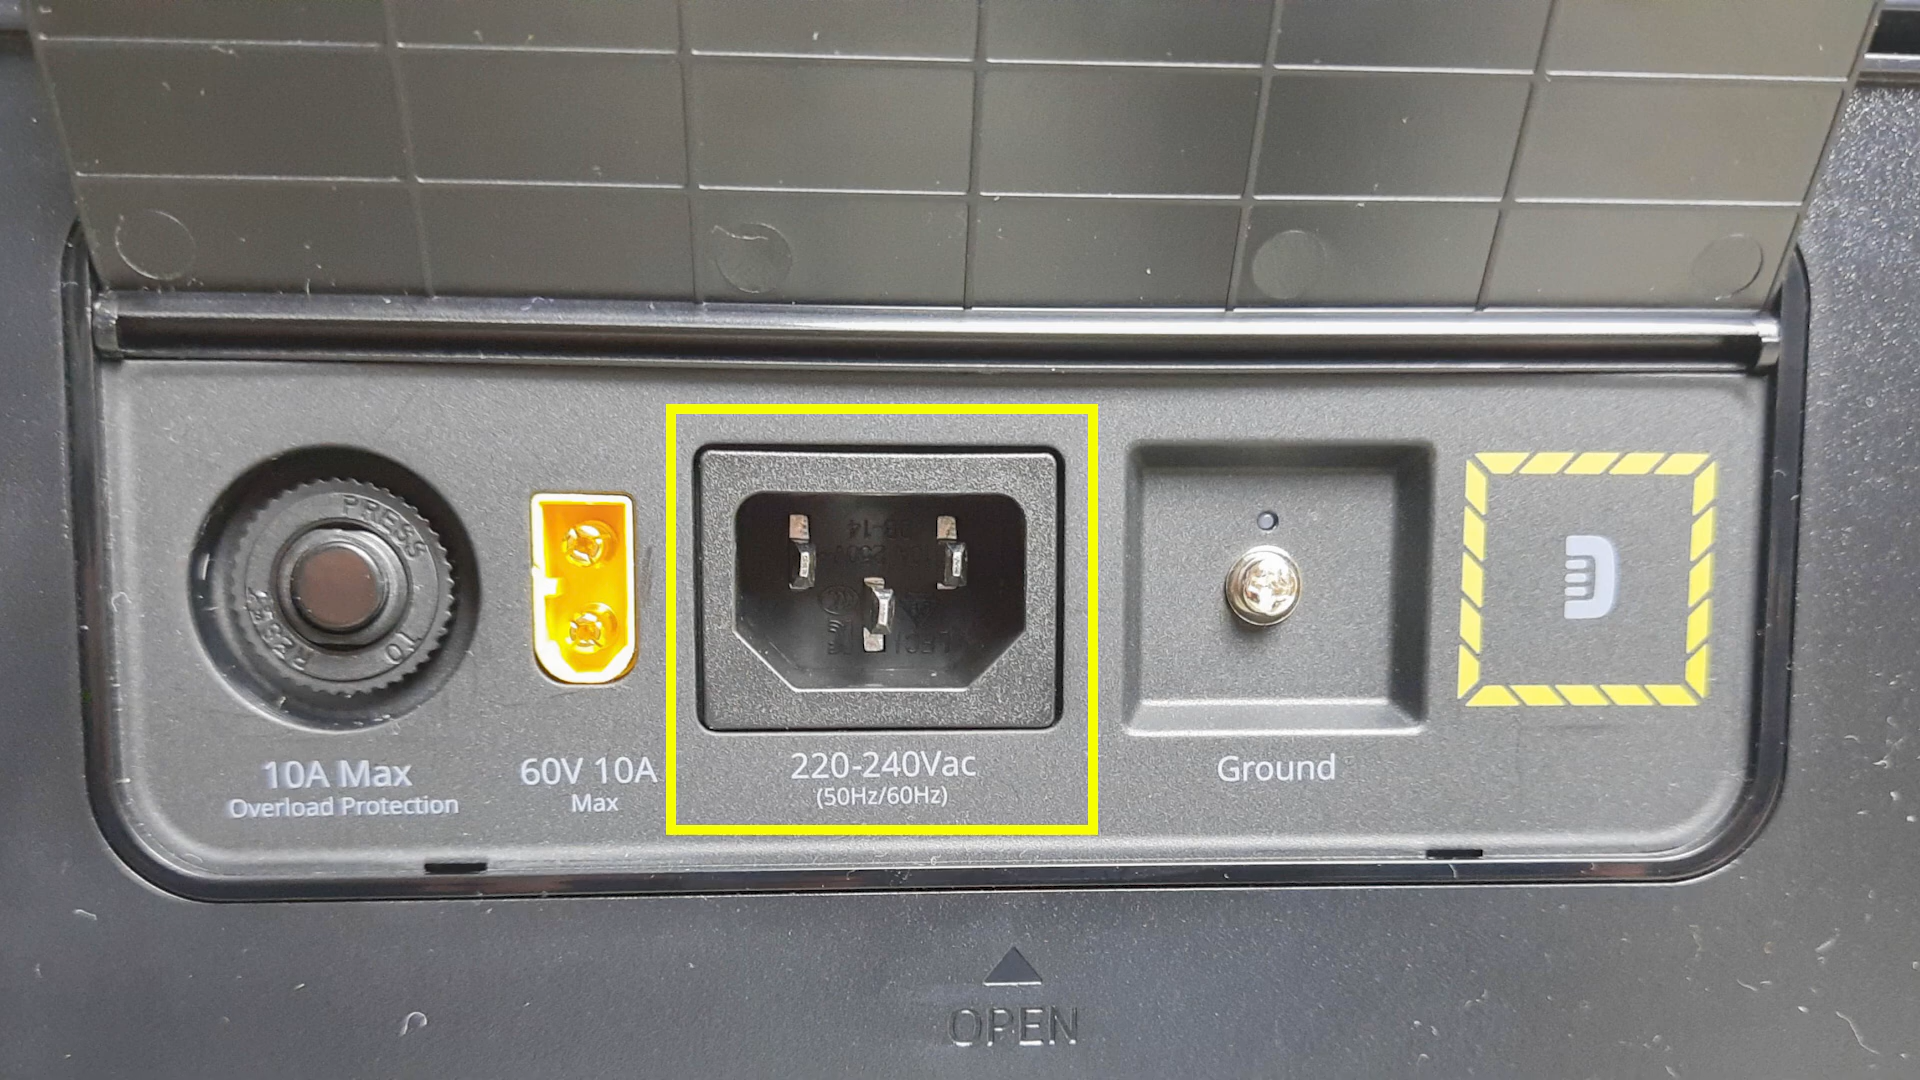 PRESS
TO
RESET
10A Max
Overload Protection
60V 10A
Max
220-240Vac
(50Hz/60Hz)
Ground
OPEN